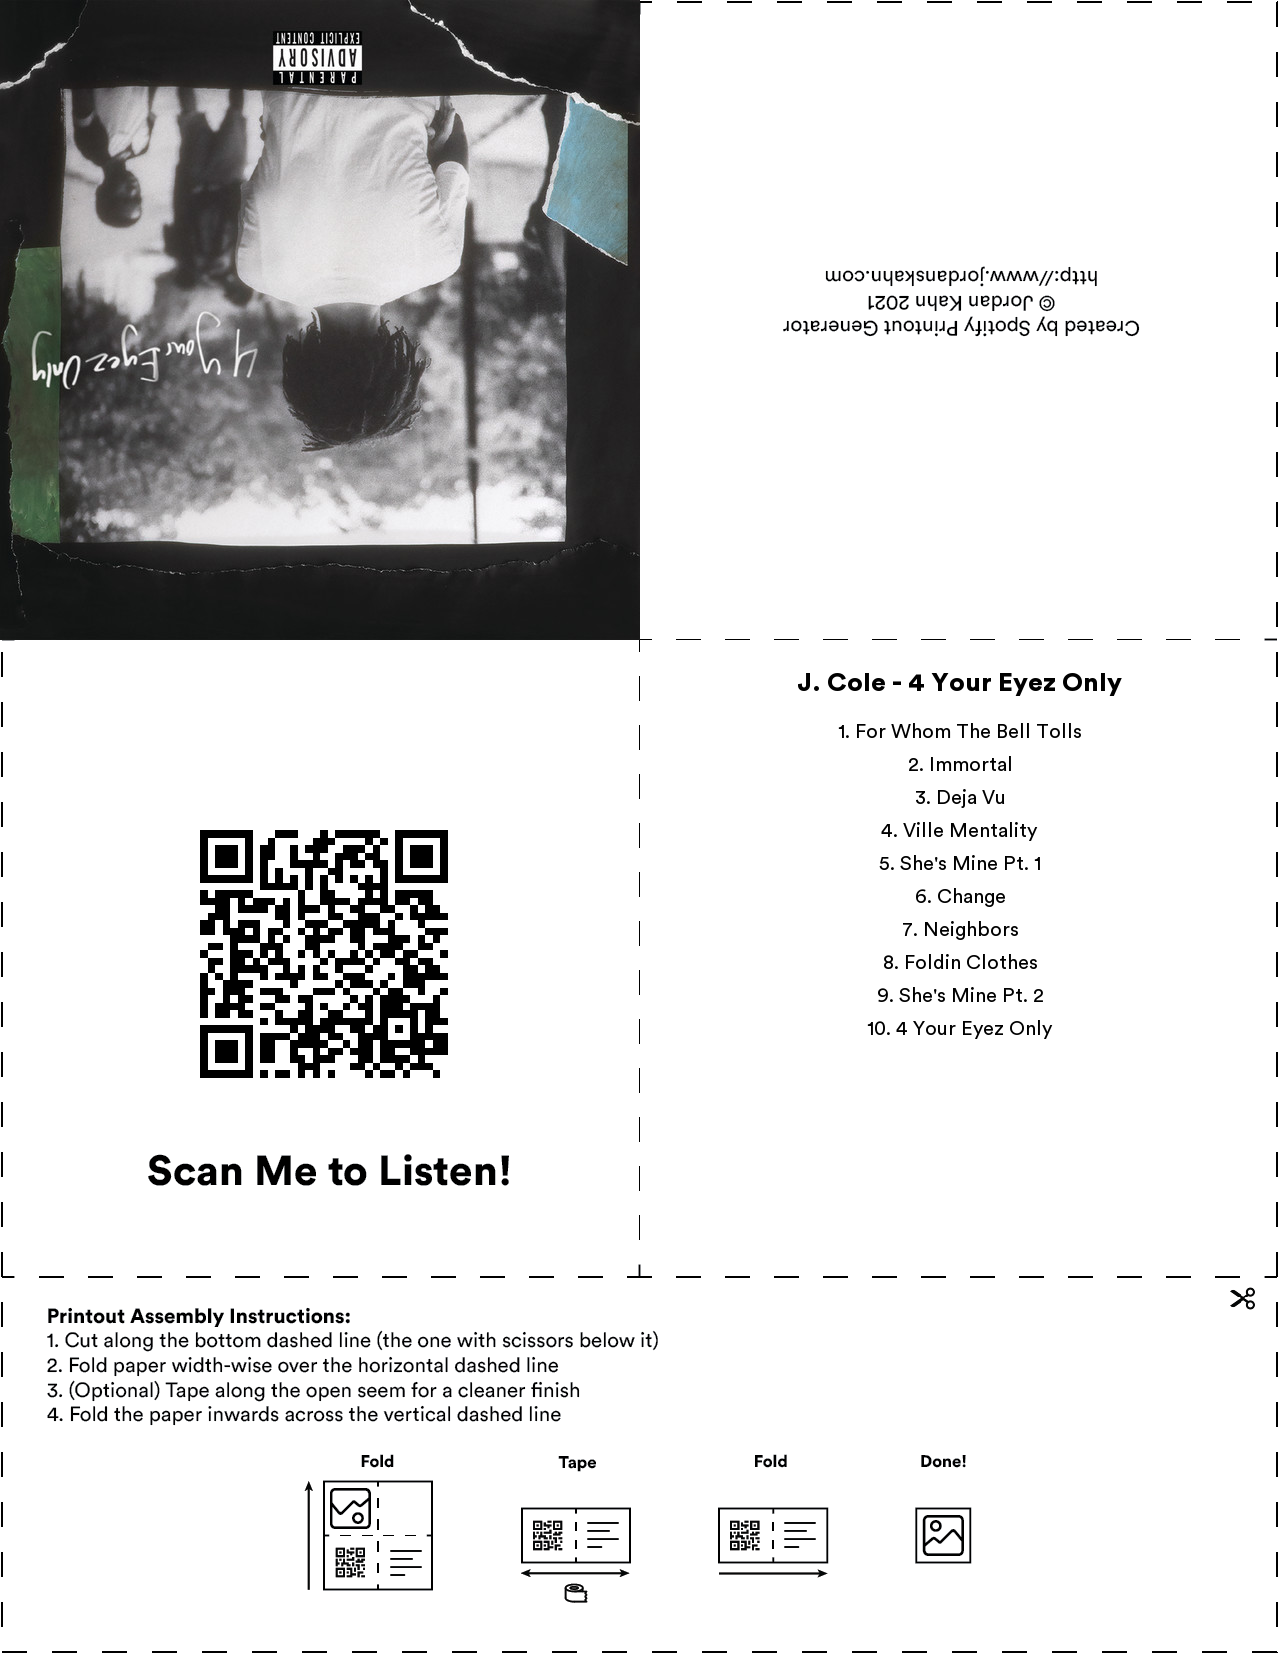 PARENTAL
ADVISORY
EXPLICIT CONTENT
4 Your Eyez Only
Created by Spotify Printout Generator
© Jordan Kahn 2021
http://www.jordanskahn.com
J. Cole - 4 Your Eyez Only
1. For Whom The Bell Tolls
2. Immortal
3. Deja Vu
4. Ville Mentality
5. She's Mine Pt. 1
6. Change
7. Neighbors
8. Foldin Clothes
9. She's Mine Pt. 2
10. 4 Your Eyez Only
Scan Me to Listen!
Printout Assembly Instructions:
1. Cut along the bottom dashed line (the one with scissors below it)
2. Fold paper width-wise over the horizontal dashed line
3. (Optional) Tape along the open seem for a cleaner finish
4. Fold the paper inwards across the vertical dashed line
Fold
Tape
Fold
Done!